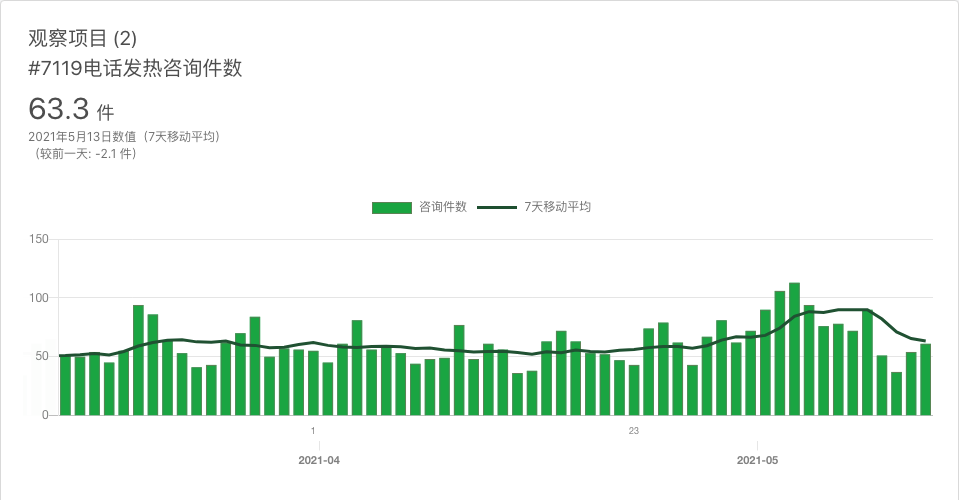 观察项目 (2)
#7119电话发热咨询件数
63.3 件
2021年5月13日数值（7天移动平均）
（较前一天: -2.1 件）
咨询件数 7天移动平均
150
100
50
0
1 23
2021-04 2021-05